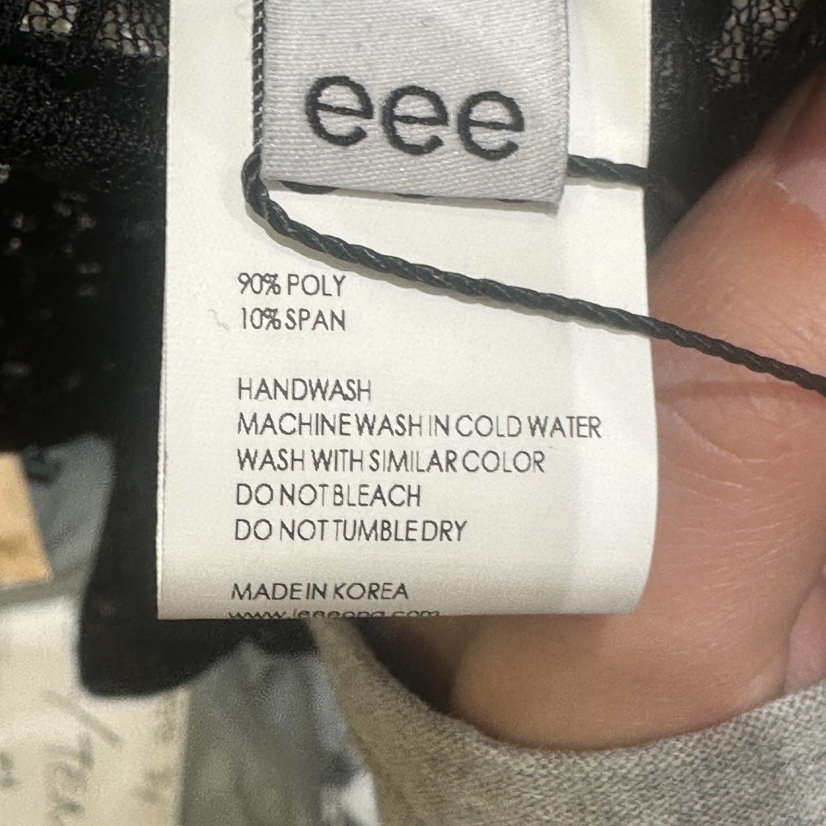 eee
90% POLY
10% SPAN
HANDWASH
MACHINE WASH IN COLD WATER
WASH WITH SIMILAR COLOR
DO NOT BLEACH
DO NOT TUMBLE DRY
MADE IN KOREA